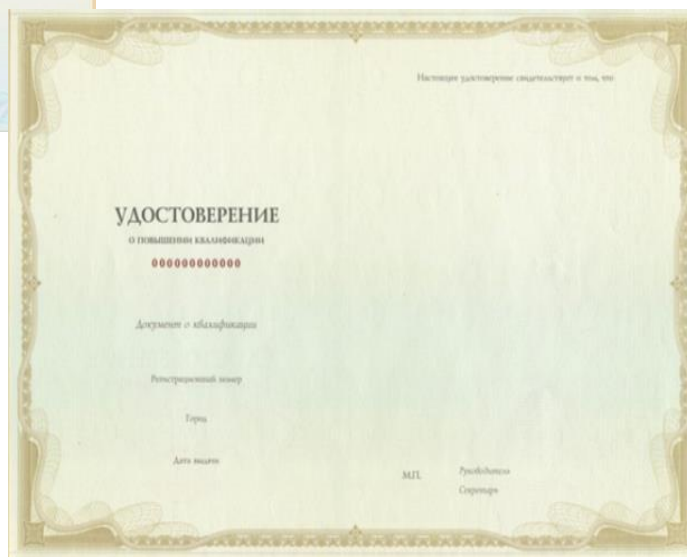 УДОСТОВЕРЕНИЕ
О ПОВЫШЕНИИ КВАЛИФИКАЦИИ
000000000000
Документ о квалификации
Регистрационный номер
Город
Дата выдачи
Настоящее удостоверение свидетельствует о том, что
М.П.
Руководитель
Секретарь